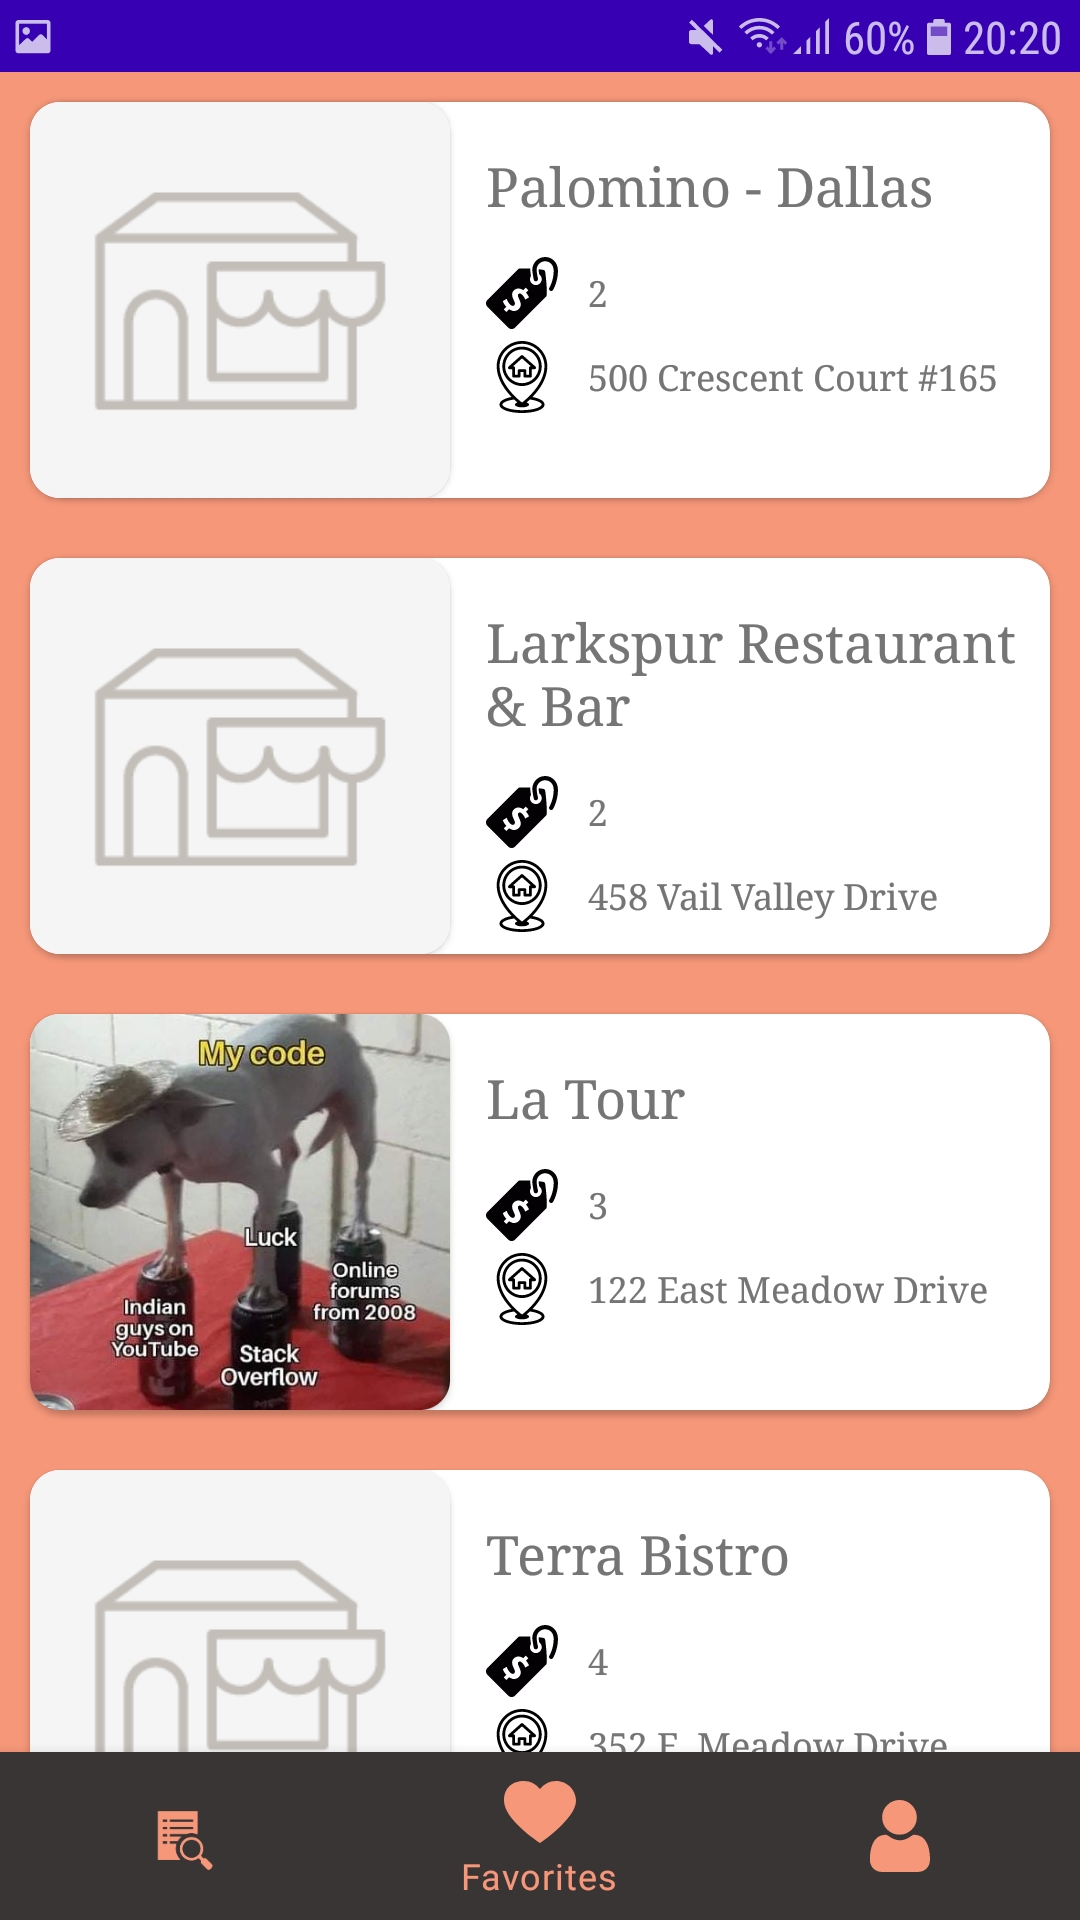 60% 20:20
Palomino - Dallas
2
500 Crescent Court #165
Larkspur Restaurant
& Bar
2
458 Vail Valley Drive
My code
Luck
Online
forums
from 2008
Indian
guys on
YouTube
Stack
Overflow
La Tour
3
122 East Meadow Drive
Terra Bistro
4
352 E. Meadow Drive
Favorites